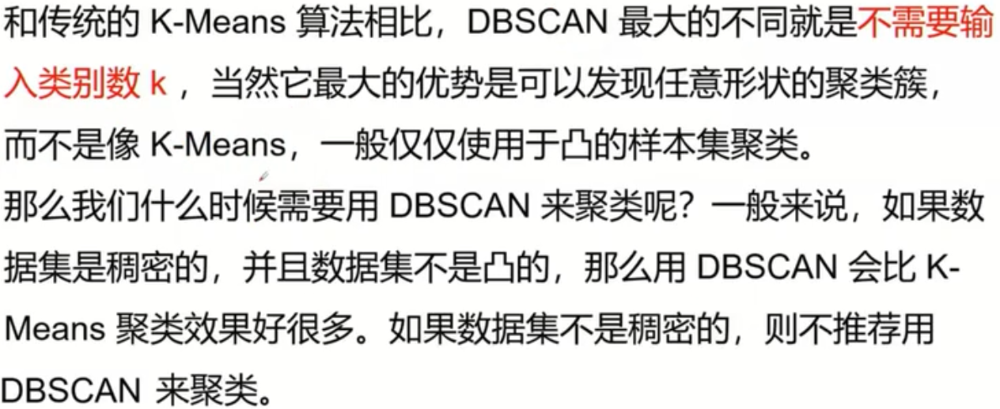 和传统的 K-Means 算法相比，DBSCAN 最大的不同就是不需要输
入类别数 k ，当然它最大的优势是可以发现任意形状的聚类簇，
而不是像 K-Means，一般仅仅使用于凸的样本集聚类。
那么我们什么时候需要用 DBSCAN 来聚类呢？一般来说，如果数
据集是稠密的，并且数据集不是凸的，那么用 DBSCAN 会比 K-
Means 聚类效果好很多。如果数据集不是稠密的，则不推荐用
DBSCAN 来聚类。